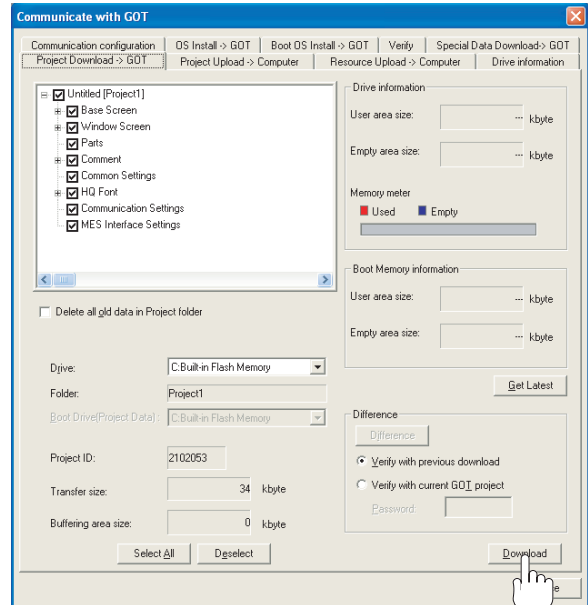 Communicate with GOT
Communication configuration OS Install -> GOT Boot OS Install -> GOT Verify Special Data Download-> GOT
Project Download -> GOT Project Upload -> Computer Resource Upload -> Computer Drive information
Untitled [Project1]
Base Screen
Window Screen
Parts
Comment
Common Settings
HQ Font
Communication Settings
MES Interface Settings
Delete all old data in Project folder
Drive: C:Built-in Flash Memory
Folder: Project1
Boot Drive(Project Data): C:Built-in Flash Memory
Project ID: 2102053
Transfer size: 34 kbyte
Buffering area size: 0 kbyte
Select All Deselect
Drive information
User area size: --- kbyte
Empty area size: --- kbyte
Memory meter
Used Empty
Boot Memory information
User area size: --- kbyte
Empty area size: --- kbyte
Get Latest
Difference
Difference
Verify with previous download
Verify with current GOT project
Password:
Download